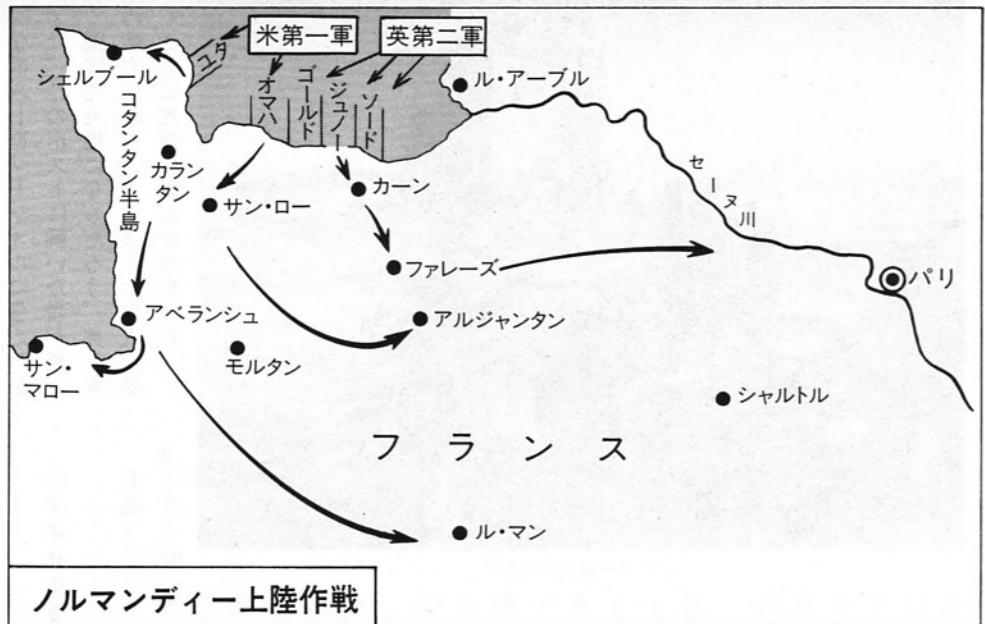 米第一軍
英第二軍
ユタ
オマハ
ゴールド
ジュノー
ソード
ル・アーブル
シェルブール
コタンタン半島
カラン
タン
サン・ロー
カーン
セーヌ川
ファレーズ
パリ
アベランシュ
アルジャンタン
サン・
マロー
モルタン
シャルトル
フランス
ル・マン
ノルマンディー上陸作戦